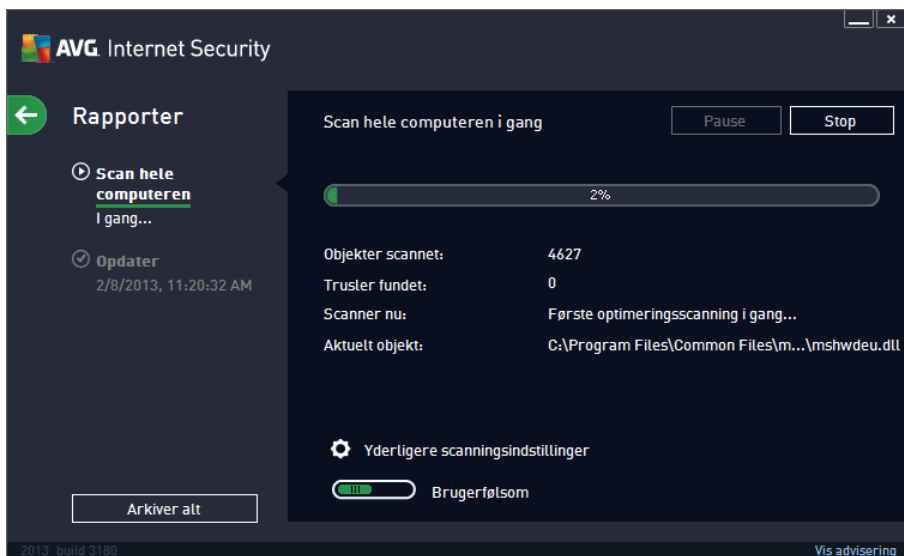 AVG. Internet Security
Rapporter
Scan hele
computeren
I gang...
Opdater
2/8/2013, 11:20:32 AM
Arkiver alt
Scan hele computeren i gang
Pause
Stop
2%
Objekter scannet: 4627
Trusler fundet: 0
Scanner nu: Første optimeringsscanning i gang...
Aktuelt objekt: C:\Program Files\Common Files\m...\mshwdeu.dll
Yderligere scanningsindstillinger
Brugerfølsom
2013 build 3180
Vis advisering